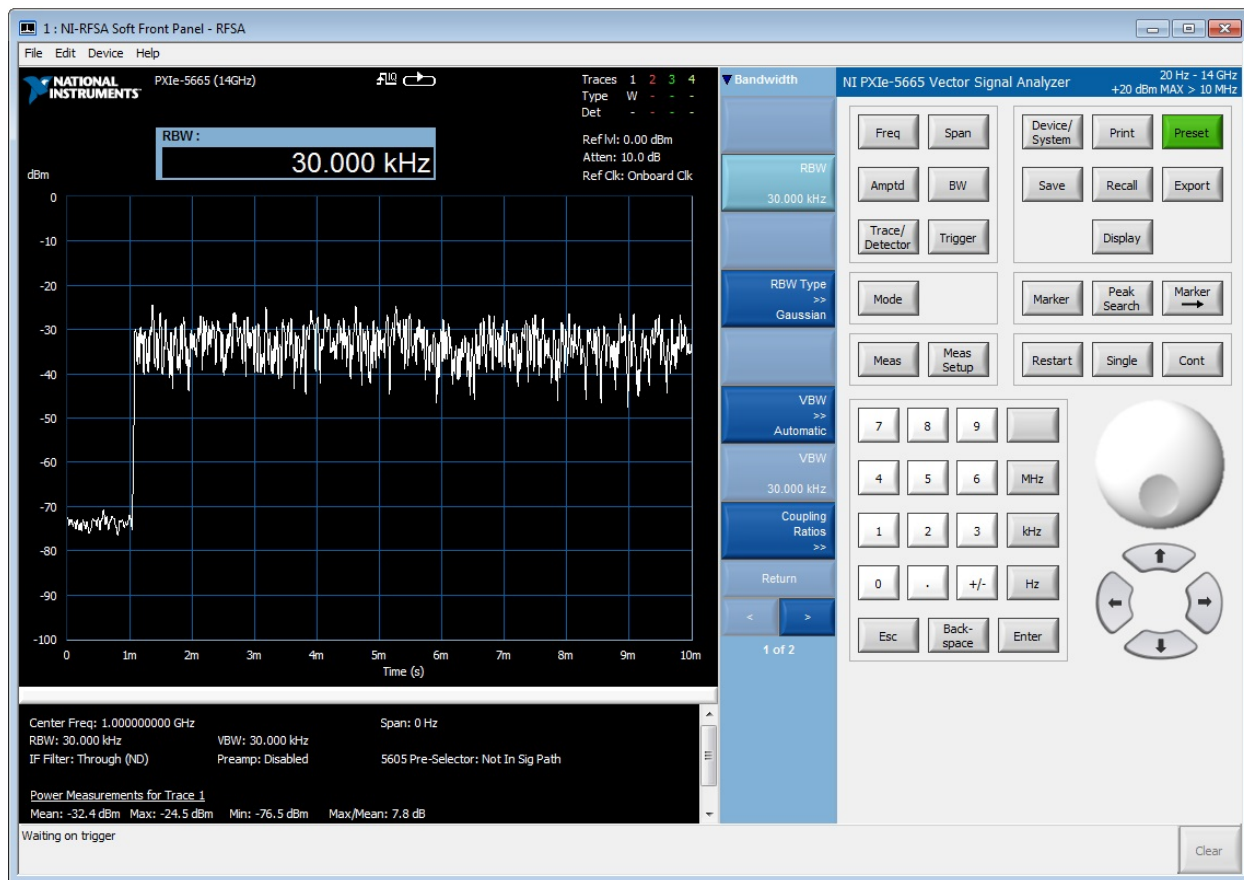 1 : NI-RFSA Soft Front Panel - RFSA
File Edit Device Help
NATIONAL INSTRUMENTS™
PXIe-5665 (14GHz)
IQ
Traces 1 2 3 4
Type W - - -
Det - - - -
RBW :
30.000 kHz
Ref lvl: 0.00 dBm
Atten: 10.0 dB
Ref Clk: Onboard Clk
dBm
0
-10
-20
-30
-40
-50
-60
-70
-80
-90
-100
0 1m 2m 3m 4m 5m 6m 7m 8m 9m 10m
Time (s)
Center Freq: 1.000000000 GHz Span: 0 Hz
RBW: 30.000 kHz VBW: 30.000 kHz
IF Filter: Through (ND) Preamp: Disabled 5605 Pre-Selector: Not In Sig Path
Power Measurements for Trace 1
Mean: -32.4 dBm Max: -24.5 dBm Min: -76.5 dBm Max/Mean: 7.8 dB
Waiting on trigger
Bandwidth
RBW
30.000 kHz
RBW Type
>>
Gaussian
VBW
>>
Automatic
VBW
30.000 kHz
Coupling
Ratios
>>
Return
< >
1 of 2
NI PXIe-5665 Vector Signal Analyzer
20 Hz - 14 GHz
+20 dBm MAX > 10 MHz
Freq Span
Device/
System
Print Preset
Amptd BW Save Recall Export
Trace/
Detector
Trigger Display
Mode Marker
Peak
Search
Marker
Meas
Meas
Setup
Restart Single Cont
7 8 9
4 5 6 MHz
1 2 3 kHz
0 . +/- Hz
Esc
Back-
space
Enter
Clear